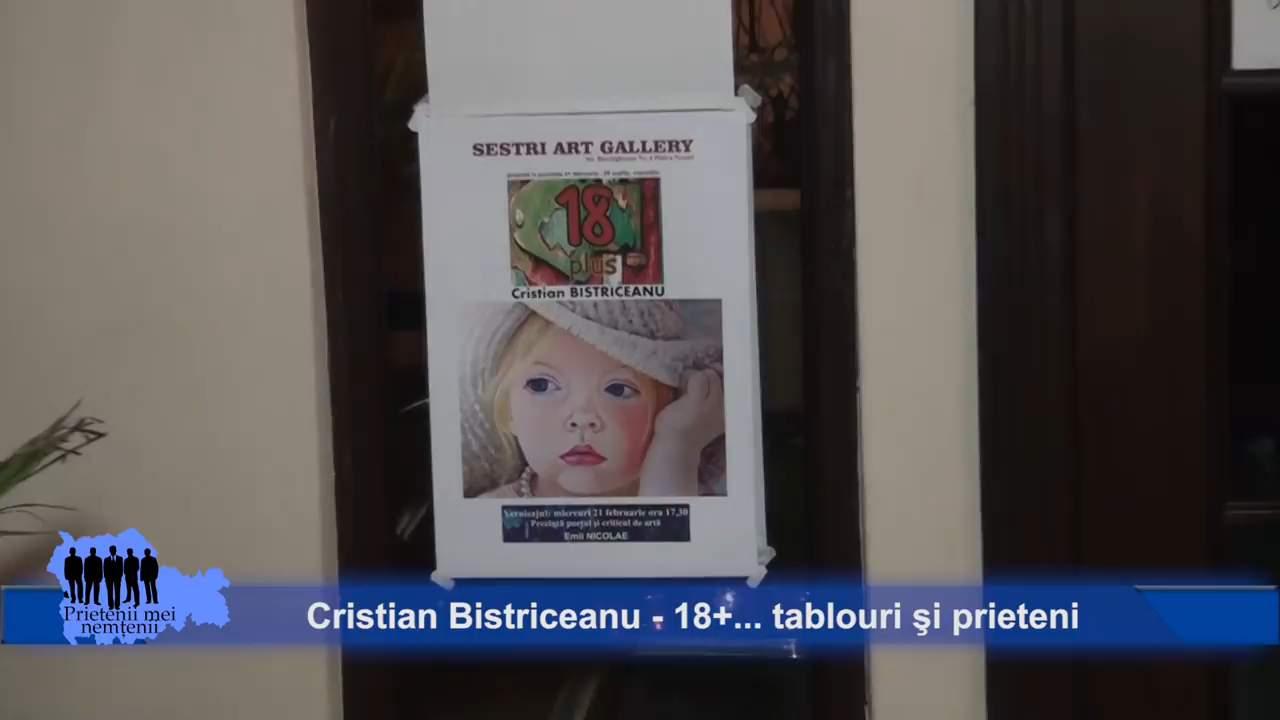 SESTRI ART GALLERY
18
plus
Cristian BISTRICEANU
Vernisajul: miercuri 21 februarie ora 17,30
Prezintă poetul şi criticul de artă
Emil NICOLAE
Prietenii mei
nemţenii
Cristian Bistriceanu - 18+... tablouri şi prieteni